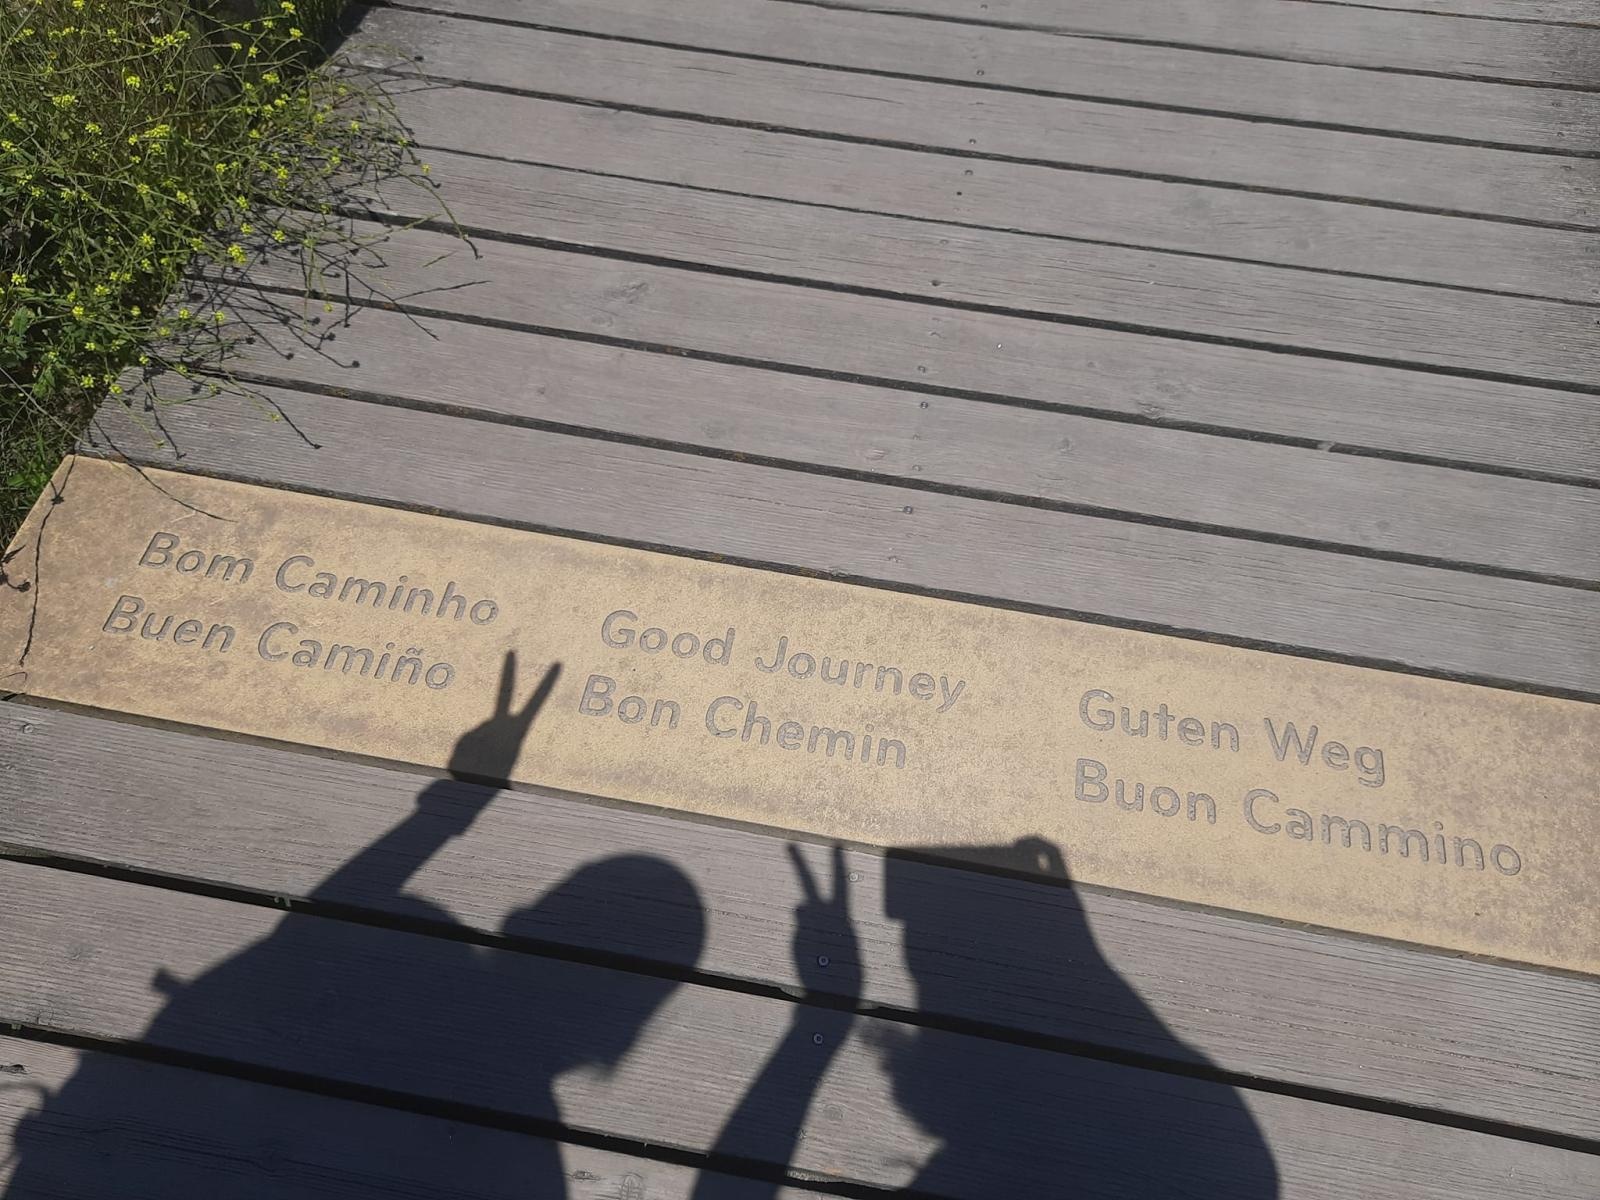 Bom Caminho
Buen Camiño
Good Journey
Bon Chemin
Guten Weg
Buon Cammino